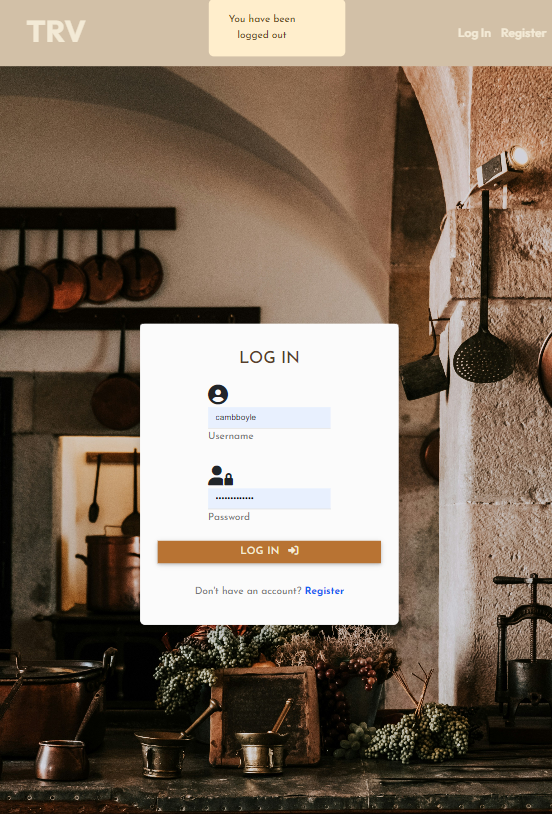 TRV
You have been
logged out
Log In Register
LOG IN
cambboyle
Username
•••••••••••••
Password
LOG IN
Don't have an account? Register